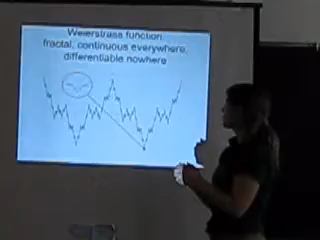 Weierstrass function:
fractal, continuous everywhere,
differentiable nowhere